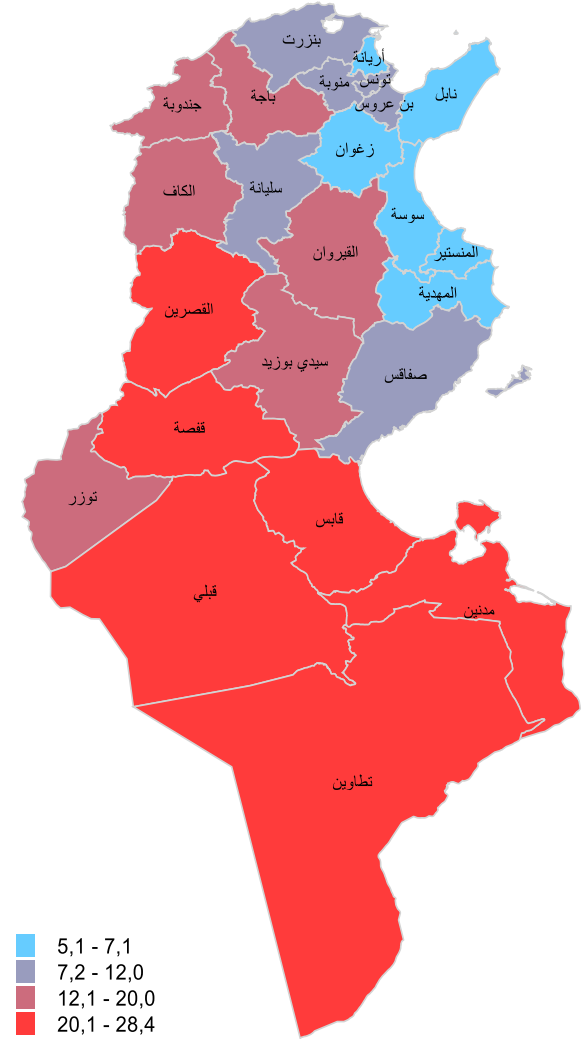 بنزرت
أريانة
تونس
منوبة
بن عروس
نابل
باجة
جندوبة
زغوان
سليانة
الكاف
سوسة
القيروان
المنستير
المهدية
القصرين
سيدي بوزيد
صفاقس
قفصة
توزر
قابس
قبلي
مدنين
تطاوين
5,1 - 7,1
7,2 - 12,0
12,1 - 20,0
20,1 - 28,4